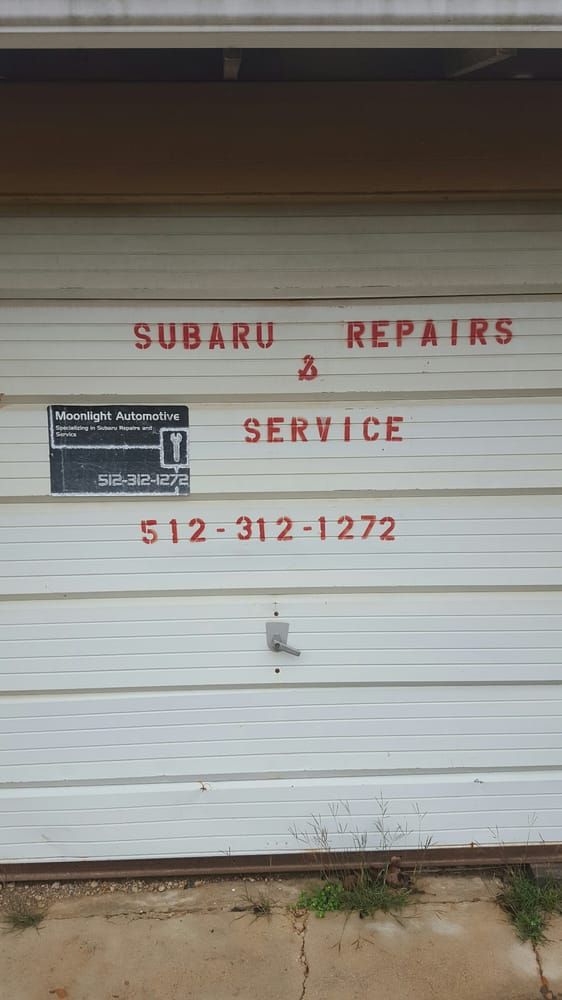 SUBARU REPAIRS
&
SERVICE
Moonlight Automotive
Specializing in Subaru Repairs and
Service
512-312-1272
512-312-1272